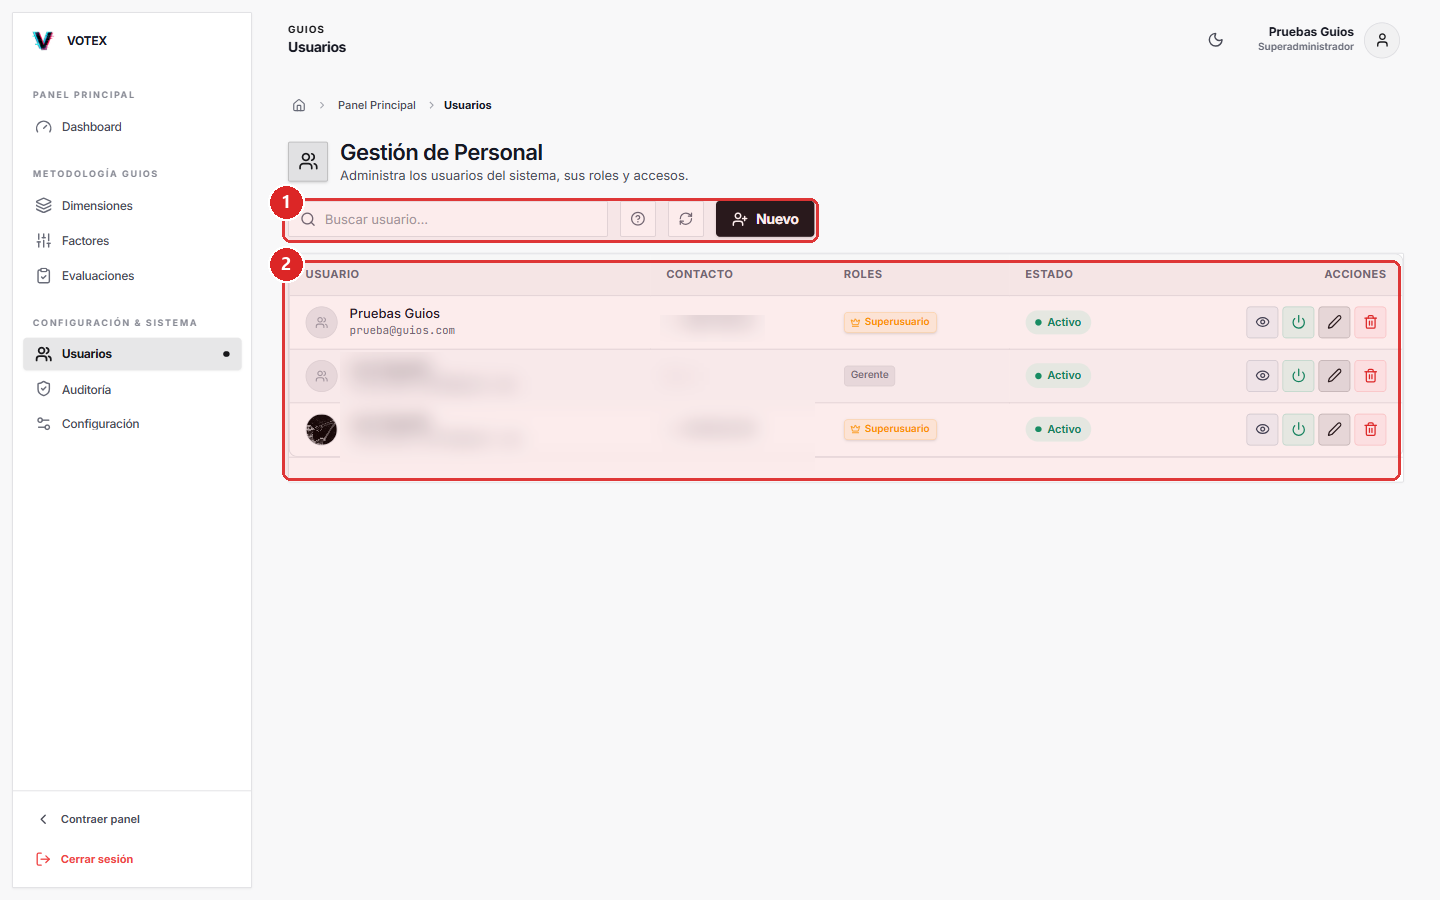 VOTEX
PANEL PRINCIPAL
Dashboard
METODOLOGÍA GUIOS
Dimensiones
Factores
Evaluaciones
CONFIGURACIÓN & SISTEMA
Usuarios
Auditoría
Configuración
Contraer panel
Cerrar sesión
GUIOS
Usuarios
Pruebas Guios
Superadministrador
Panel Principal
Usuarios
Gestión de Personal
Administra los usuarios del sistema, sus roles y accesos.
1
Buscar usuario...
Nuevo
2
USUARIO CONTACTO ROLES ESTADO ACCIONES
Pruebas Guios
prueba@guios.com
Superusuario Activo
Gerente Activo
Superusuario Activo